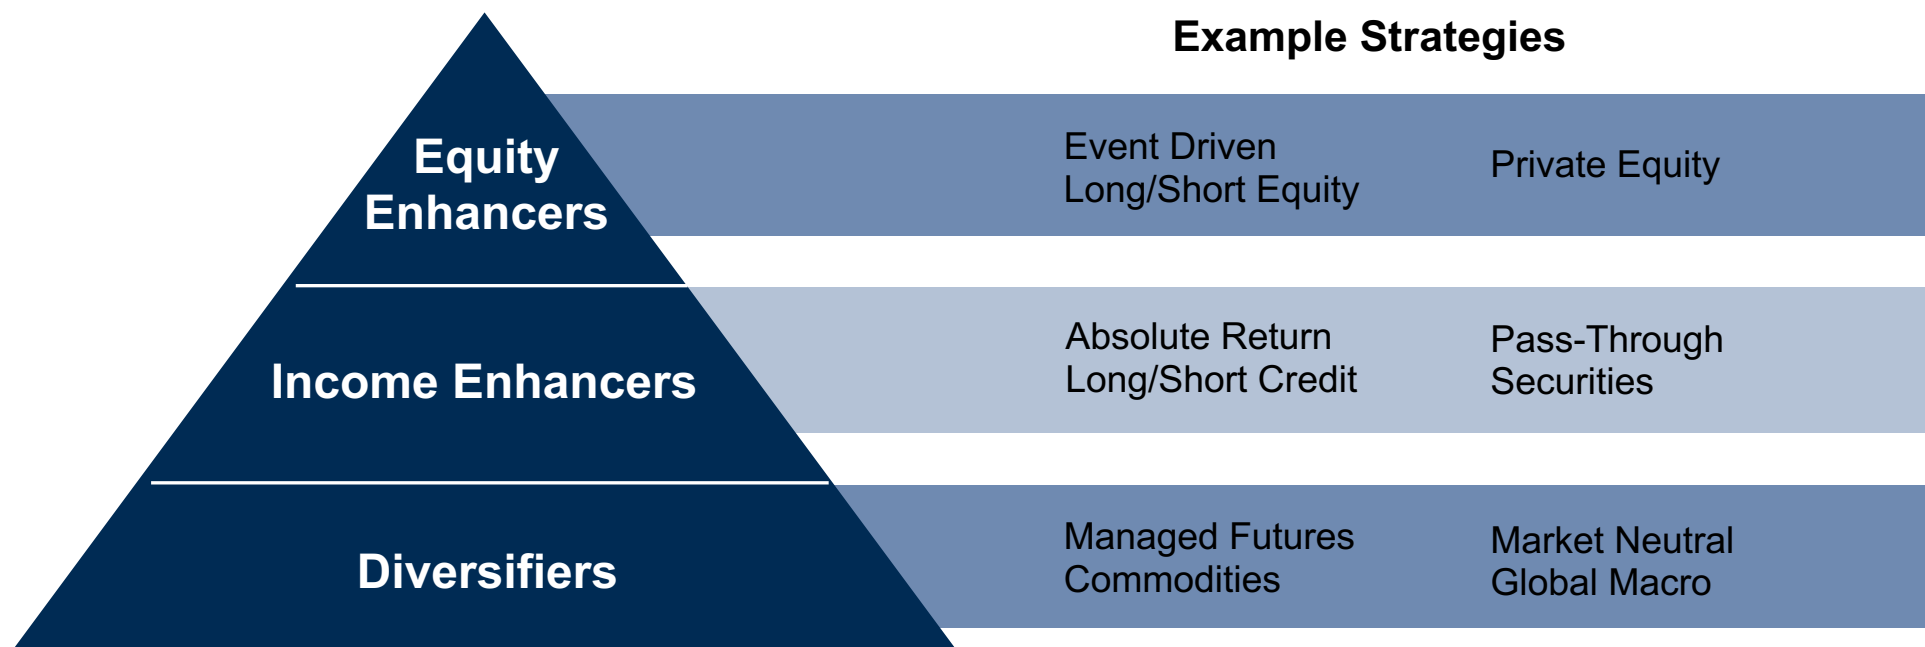 Example Strategies
Equity
Enhancers
Event Driven
Long/Short Equity
Private Equity
Income Enhancers
Absolute Return
Long/Short Credit
Pass-Through
Securities
Diversifiers
Managed Futures
Commodities
Market Neutral
Global Macro